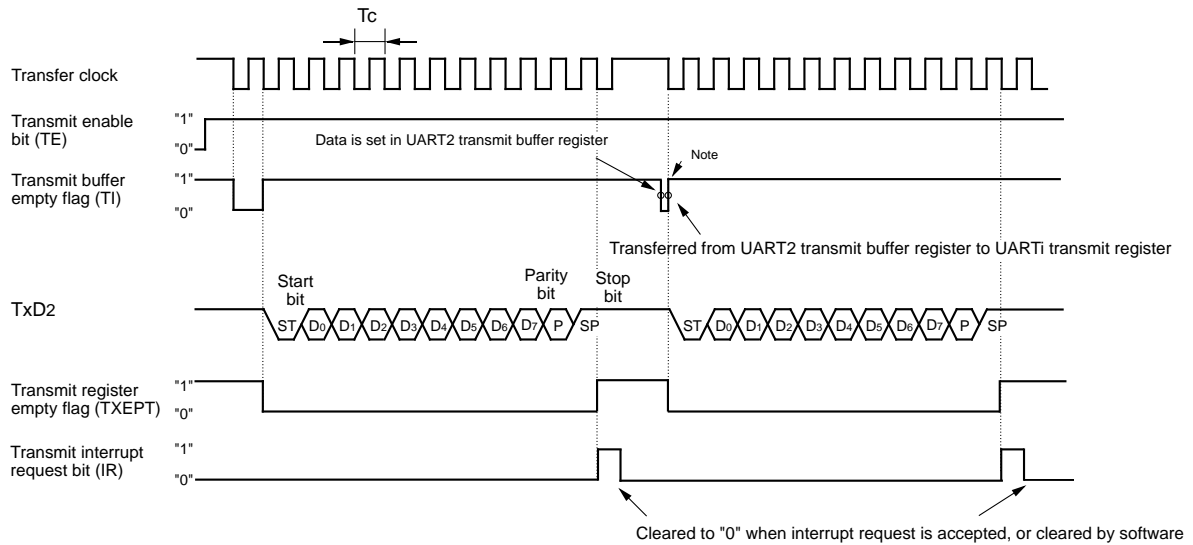 Tc
Transfer clock
Transmit enable
bit (TE)
"1"
"0"
Data is set in UART2 transmit buffer register
Note
Transmit buffer
empty flag (TI)
"1"
"0"
Transferred from UART2 transmit buffer register to UARTi transmit register
Start
bit
Parity
bit
Stop
bit
TxD2
ST D0 D1 D2 D3 D4 D5 D6 D7 P SP
ST D0 D1 D2 D3 D4 D5 D6 D7 P SP
Transmit register
empty flag (TXEPT)
"1"
"0"
Transmit interrupt
request bit (IR)
"1"
"0"
Cleared to "0" when interrupt request is accepted, or cleared by software